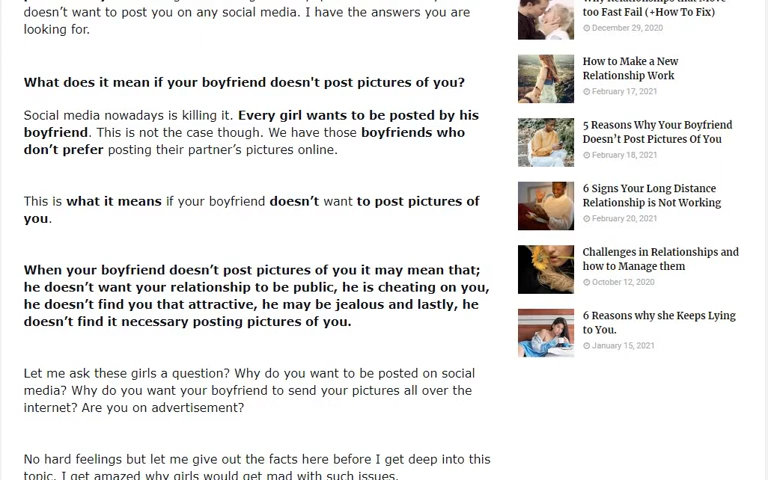 doesn't want to post you on any social media. I have the answers you are
looking for.
What does it mean if your boyfriend doesn't post pictures of you?
Social media nowadays is killing it. Every girl wants to be posted by his
boyfriend. This is not the case though. We have those boyfriends who
don't prefer posting their partner's pictures online.
This is what it means if your boyfriend doesn't want to post pictures of
you.
When your boyfriend doesn't post pictures of you it may mean that;
he doesn't want your relationship to be public, he is cheating on you,
he doesn't find you that attractive, he may be jealous and lastly, he
doesn't find it necessary posting pictures of you.
Let me ask these girls a question? Why do you want to be posted on social
media? Why do you want your boyfriend to send your pictures all over the
internet? Are you on advertisement?
No hard feelings but let me give out the facts here before I get deep into this
topic. I get amazed why girls would get mad with such issues.
Why Relationships that Move
too Fast Fail (+How To Fix)
December 29, 2020
How to Make a New
Relationship Work
February 17, 2021
5 Reasons Why Your Boyfriend
Doesn't Post Pictures Of You
February 18, 2021
6 Signs Your Long Distance
Relationship is Not Working
February 20, 2021
Challenges in Relationships and
how to Manage them
October 12, 2020
6 Reasons why she Keeps Lying
to You.
January 15, 2021